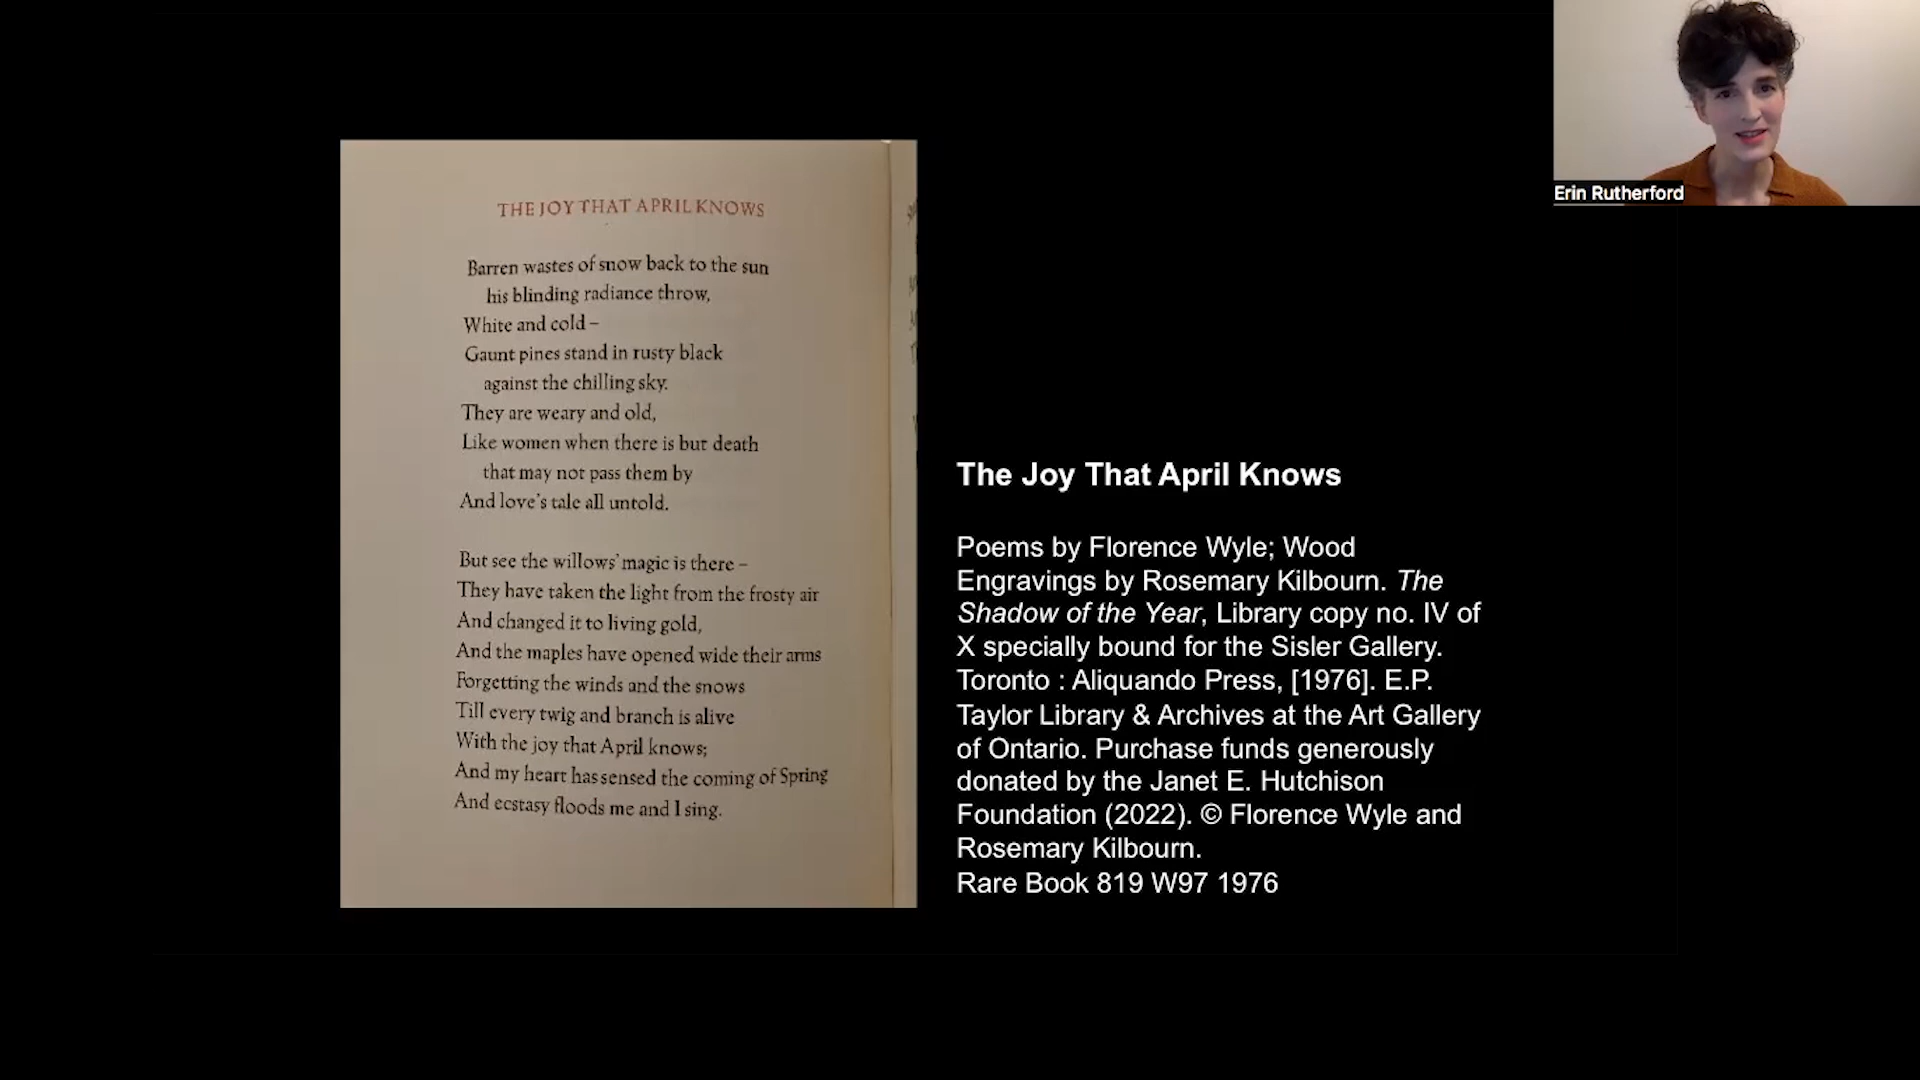 THE JOY THAT APRIL KNOWS
Barren wastes of snow back to the sun
his blinding radiance throw,
White and cold –
Gaunt pines stand in rusty black
against the chilling sky.
They are weary and old,
Like women when there is but death
that may not pass them by
And love's tale all untold.
But see the willows' magic is there –
They have taken the light from the frosty air
And changed it to living gold,
And the maples have opened wide their arms
Forgetting the winds and the snows
Till every twig and branch is alive
With the joy that April knows;
And my heart has sensed the coming of Spring
And ecstasy floods me and I sing.
The Joy That April Knows
Poems by Florence Wyle; Wood
Engravings by Rosemary Kilbourn. The
Shadow of the Year, Library copy no. IV of
X specially bound for the Sisler Gallery.
Toronto : Aliquando Press, [1976]. E.P.
Taylor Library & Archives at the Art Gallery
of Ontario. Purchase funds generously
donated by the Janet E. Hutchison
Foundation (2022). © Florence Wyle and
Rosemary Kilbourn.
Rare Book 819 W97 1976
Erin Rutherford